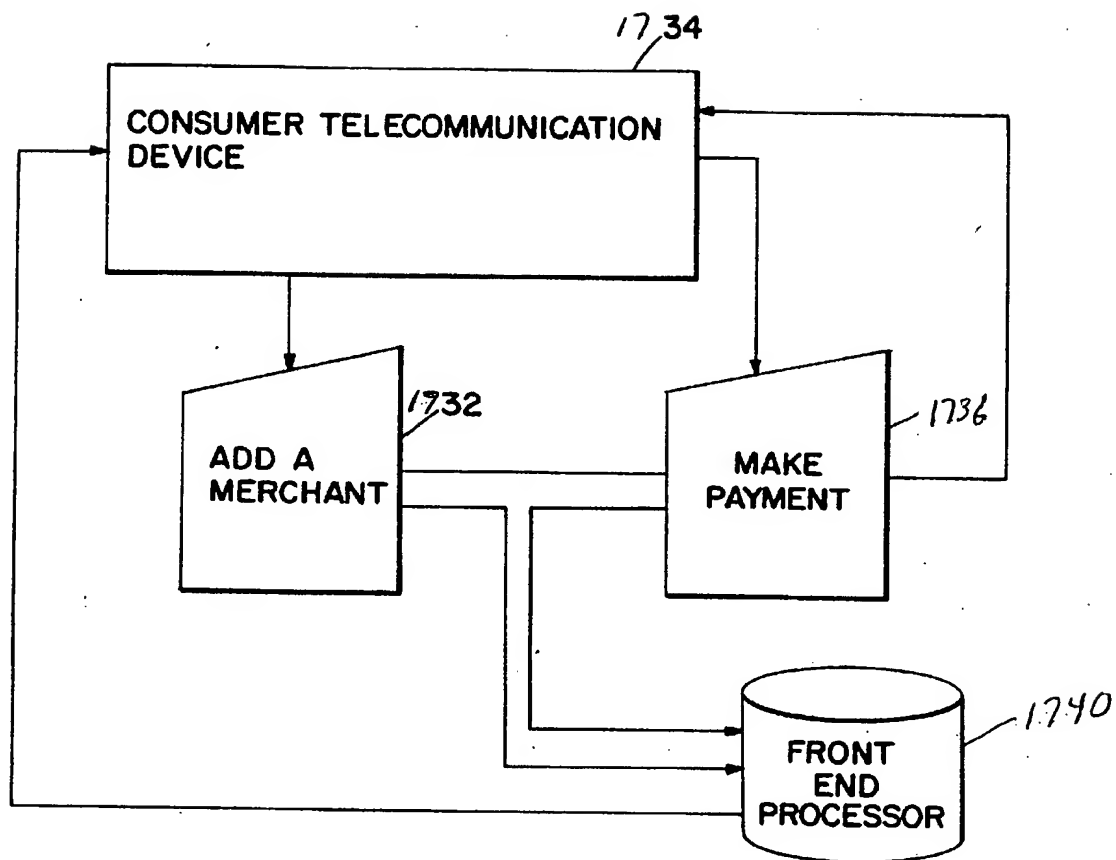 1734
CONSUMER TELECOMMUNICATION
DEVICE
1732
ADD A
MERCHANT
1736
MAKE
PAYMENT
1740
FRONT
END
PROCESSOR